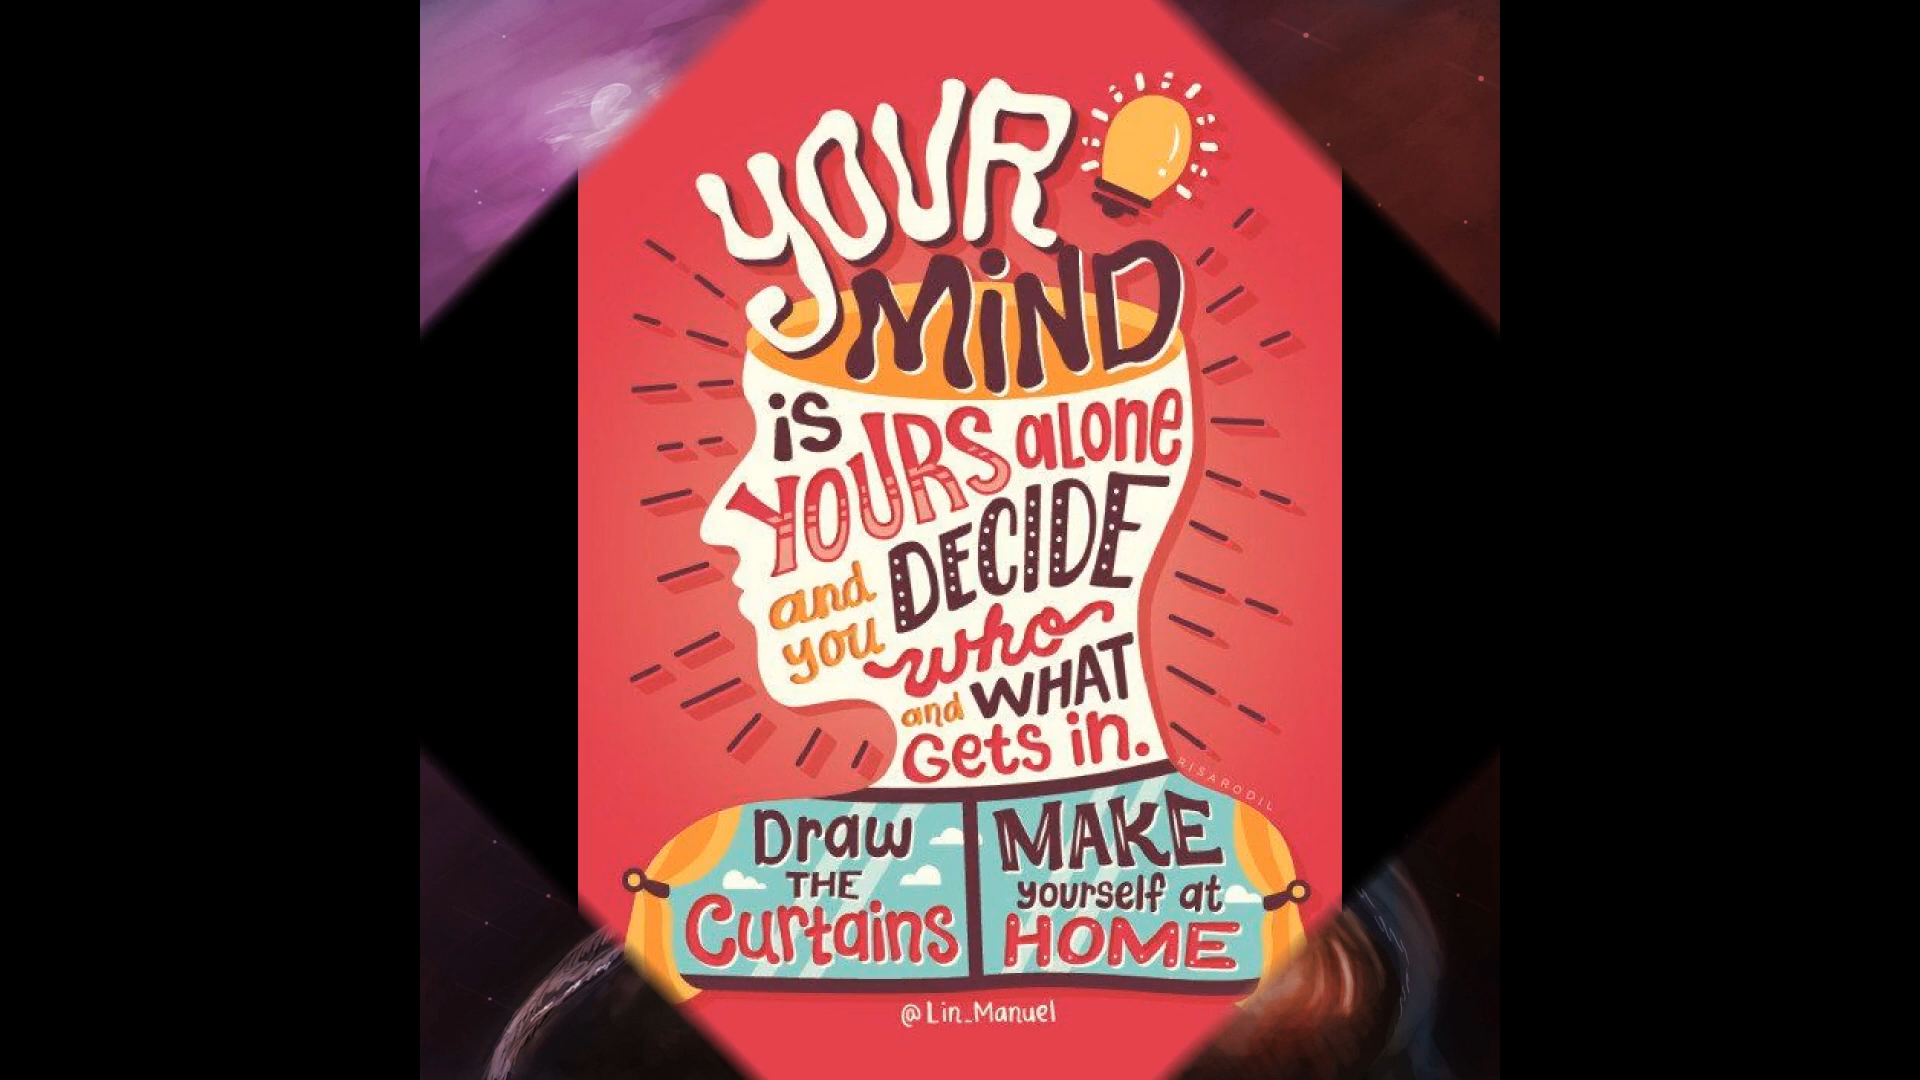 YOUR
MiND
is YOURS aLone
and DECIDE
you who
and WHAT
Gets in.
RISARODIL
Draw
THE
Curtains
MAKE
yourself at
HOME
@Lin_Manuel